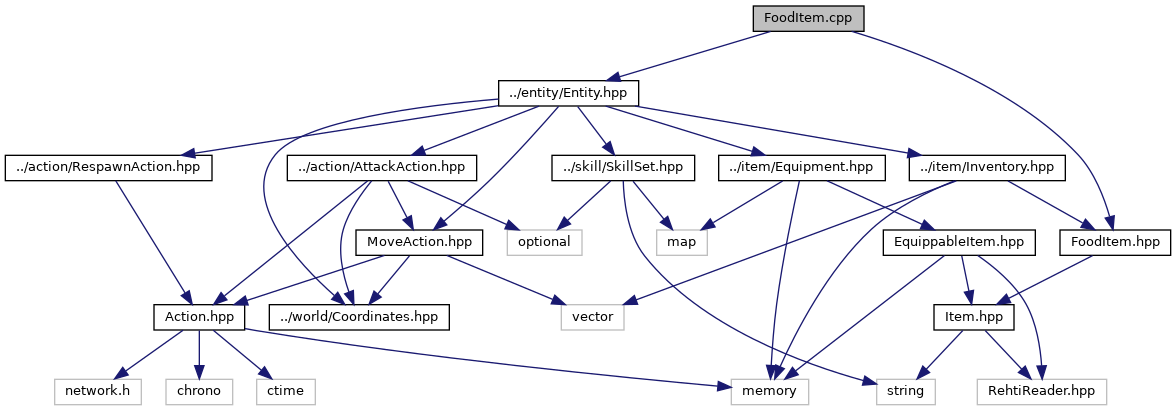 FoodItem.cpp
../entity/Entity.hpp
../action/RespawnAction.hpp
../action/AttackAction.hpp
../skill/SkillSet.hpp
../item/Equipment.hpp
../item/Inventory.hpp
MoveAction.hpp
optional
map
EquippableItem.hpp
FoodItem.hpp
Action.hpp
../world/Coordinates.hpp
vector
Item.hpp
network.h
chrono
ctime
memory
string
RehtiReader.hpp